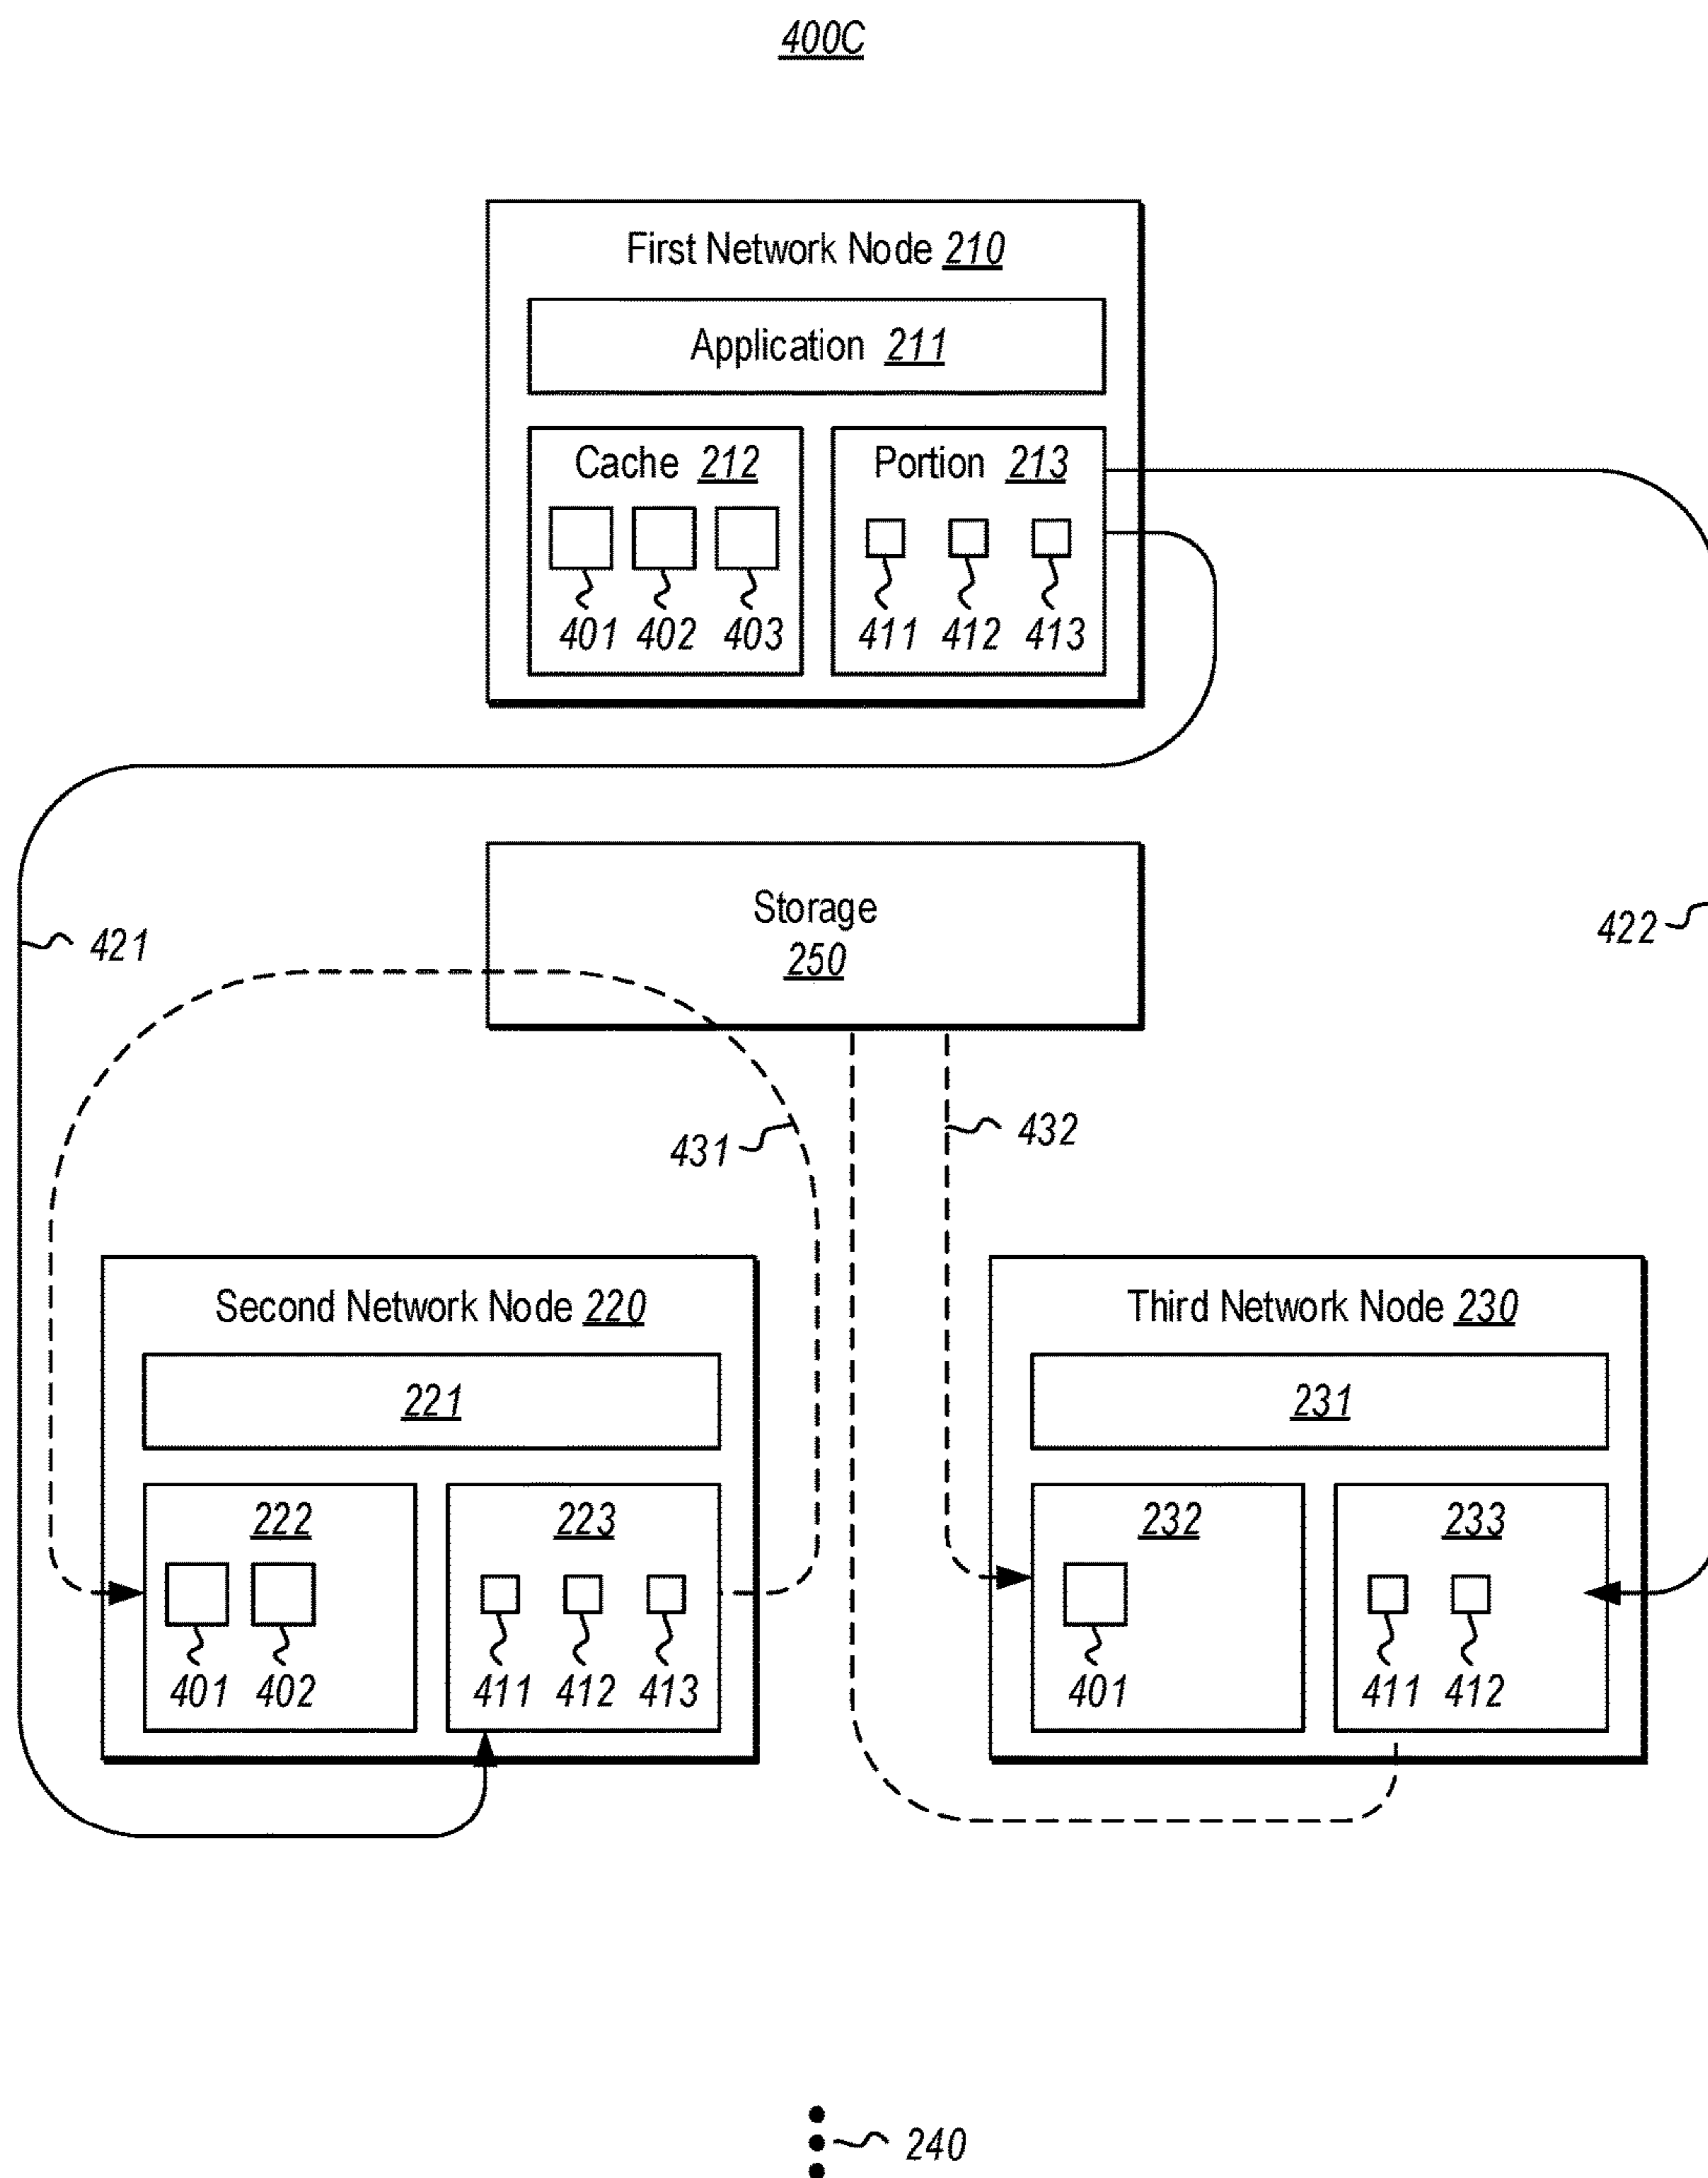 400C
First Network Node 210
Application 211
Cache 212
Portion 213
401 402 403
411 412 413
Storage
250
421
422
431
432
Second Network Node 220
221
222
223
401 402
411 412 413
Third Network Node 230
231
232
233
401
411 412
240